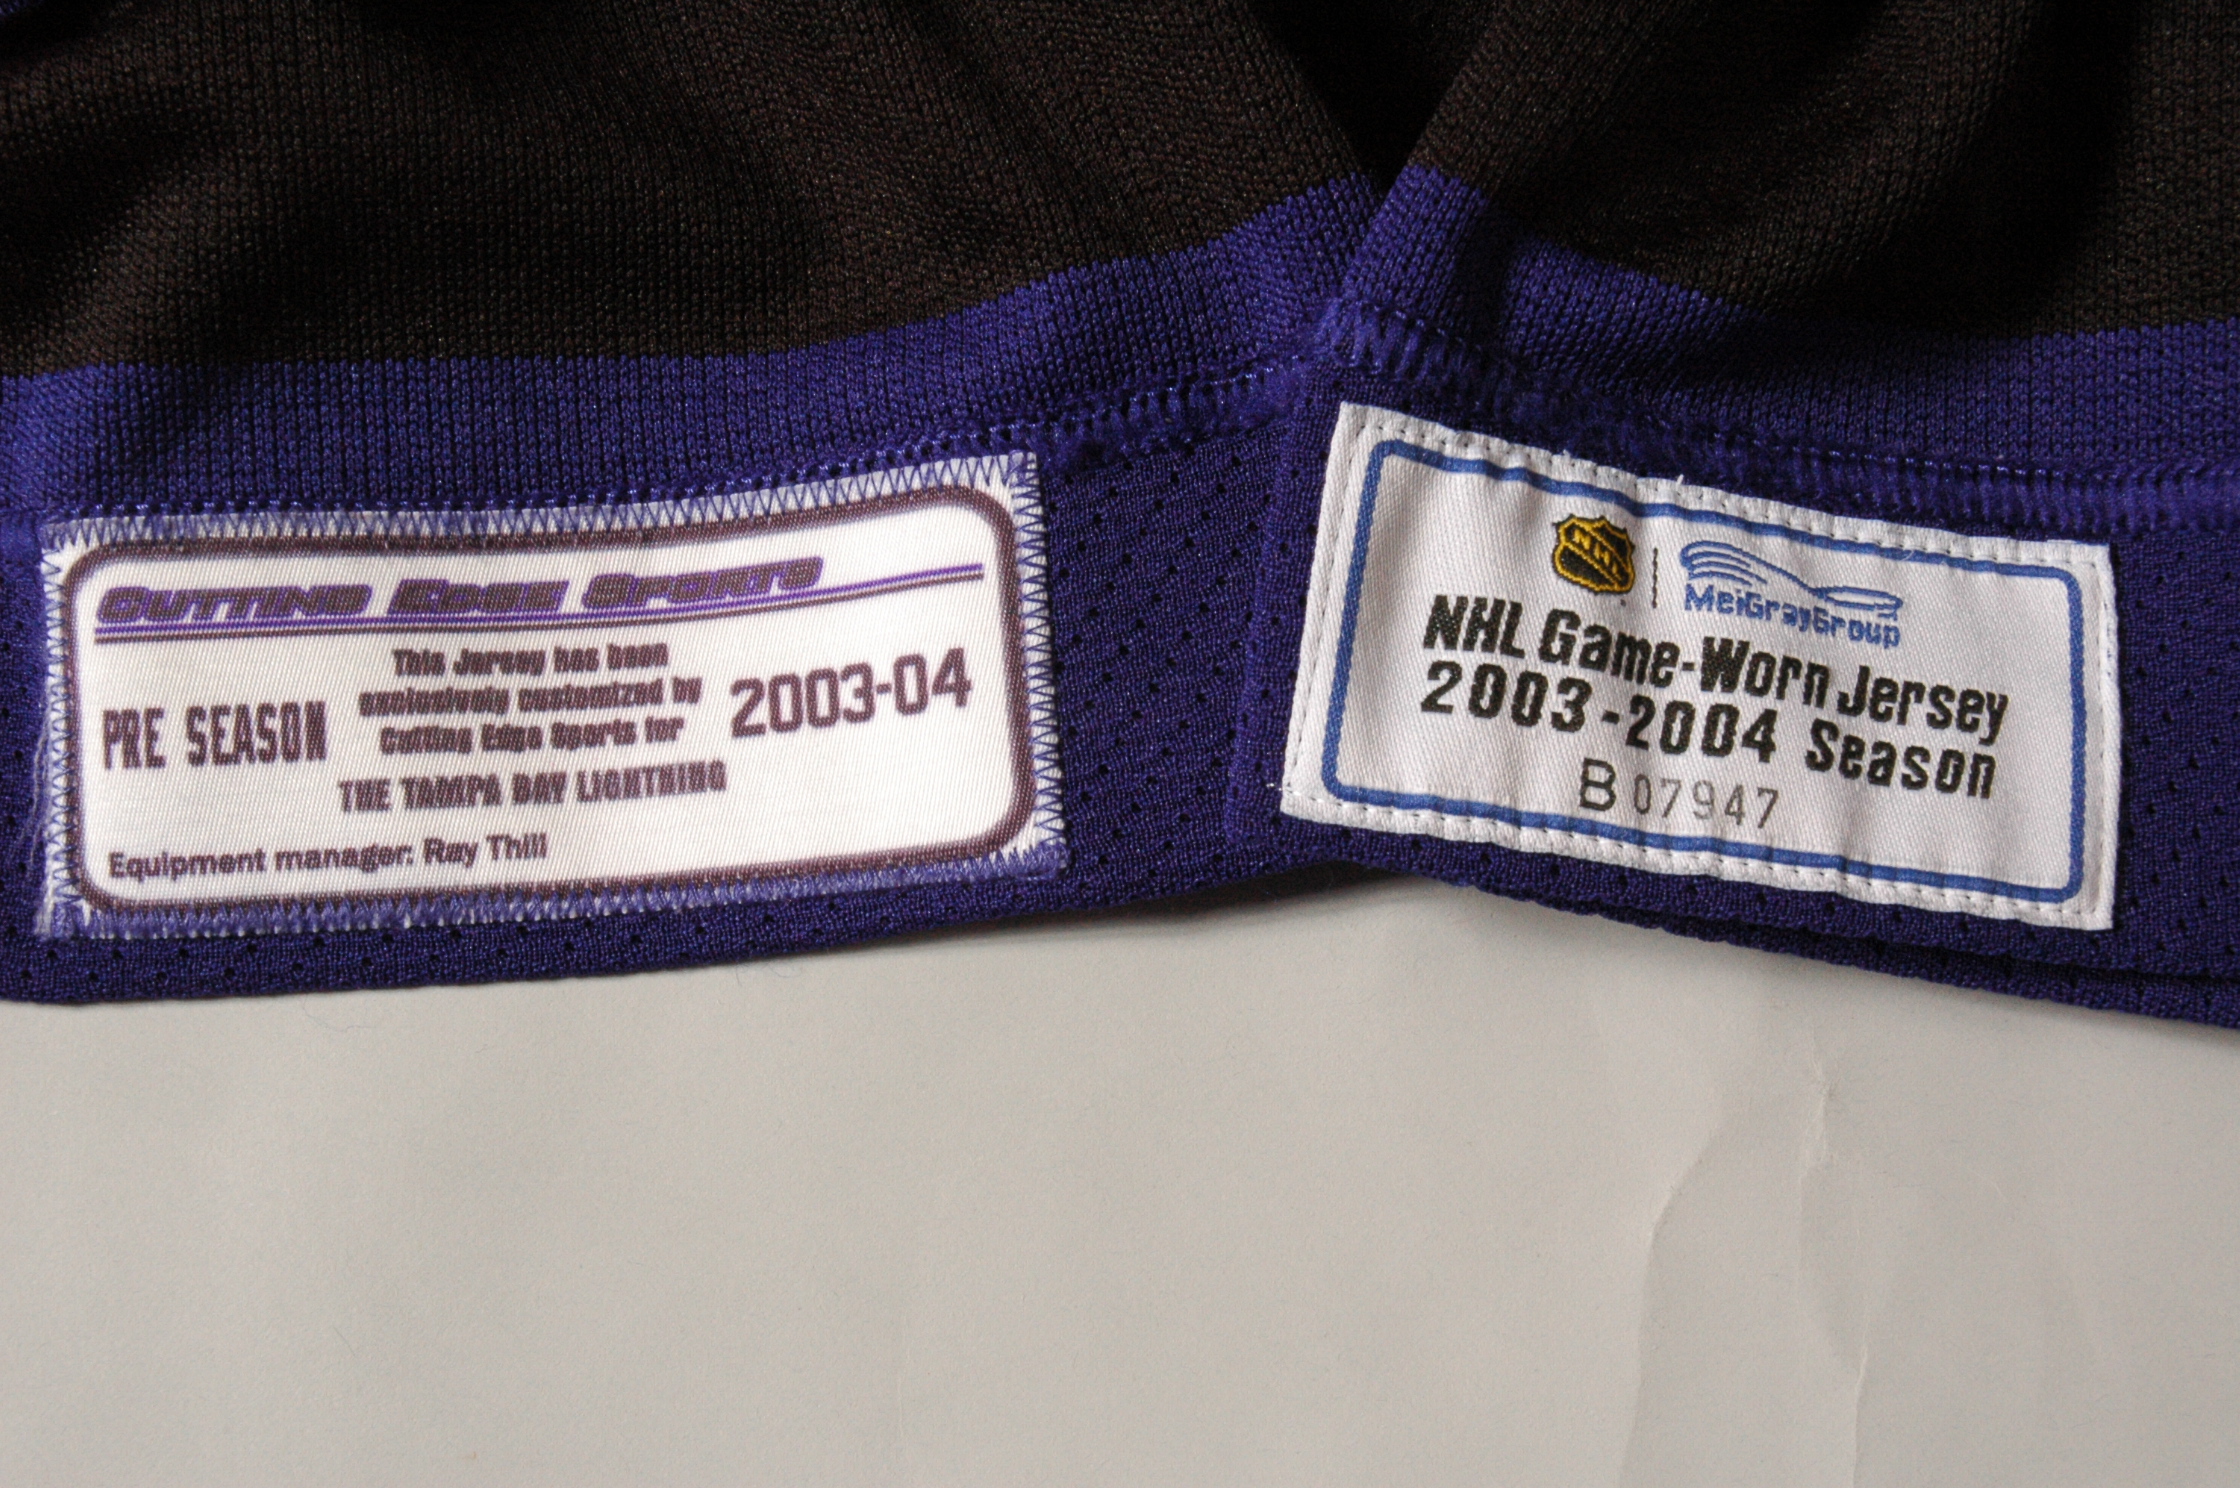 CUTTING EDGE SPORTS
This Jersey has been
exclusively customized by
Cutting Edge Sports for
PRE SEASON
2003-04
THE TAMPA BAY LIGHTNING
Equipment manager: Ray Thill
NHL
MeiGrayGroup
NHL Game-Worn Jersey
2003-2004 Season
B 07947